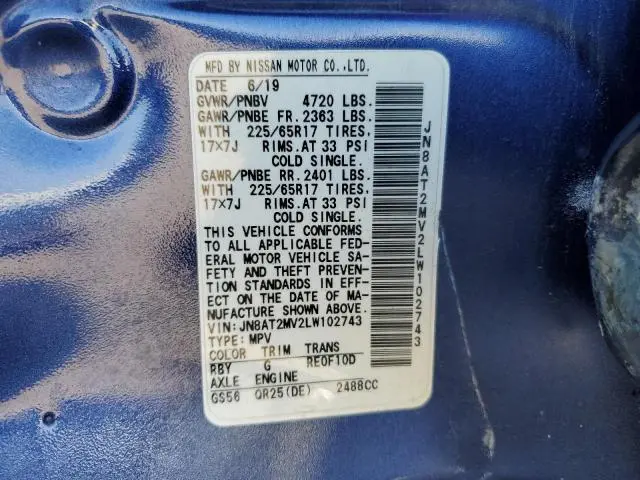 MFD BY NISSAN MOTOR CO.,LTD.
DATE 6/19
GVWR/PNBV 4720 LBS.
GAWR/PNBE FR. 2363 LBS.
WITH 225/65R17 TIRES,
17×7J RIMS.AT 33 PSI
COLD SINGLE.
GAWR/PNBE RR. 2401 LBS.
WITH 225/65R17 TIRES,
17×7J RIMS.AT 33 PSI
COLD SINGLE.
THIS VEHICLE CONFORMS
TO ALL APPLICABLE FED-
ERAL MOTOR VEHICLE SA-
FETY AND THEFT PREVEN-
TION STANDARDS IN EFF-
ECT ON THE DATE OF MA-
NUFACTURE SHOWN ABOVE.
VIN:JN8AT2MV2LW102743
TYPE:MPV
COLOR TRIM TRANS
RBY G RE0F10D
AXLE ENGINE
GS56 QR25(DE) 2488CC
JN8AT2MV2LW102743